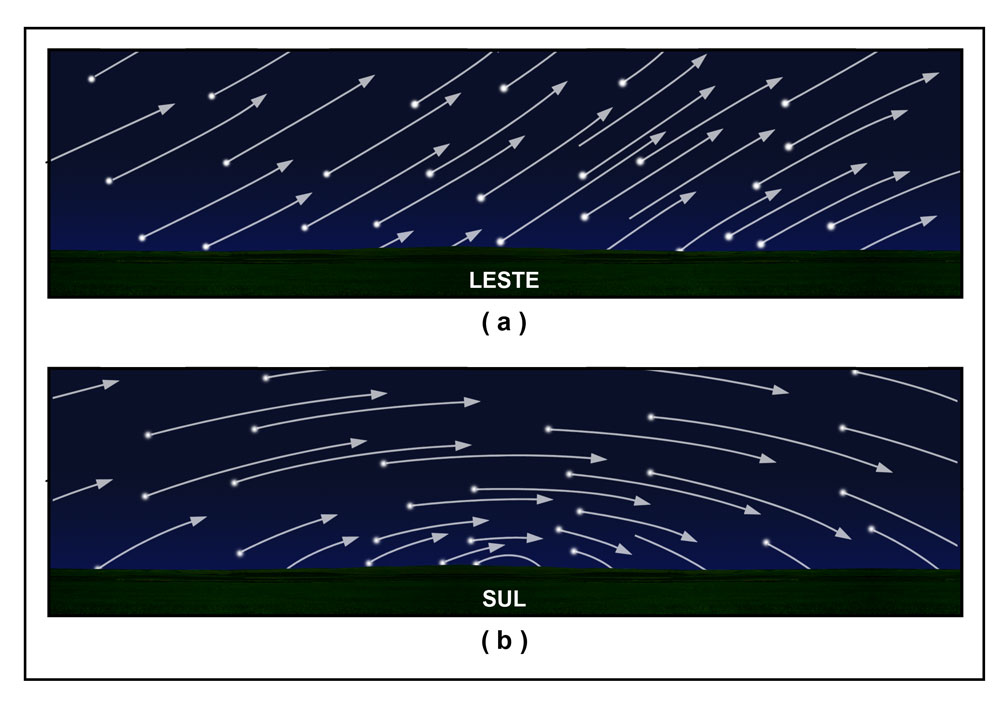 LESTE
( a )
SUL
( b )